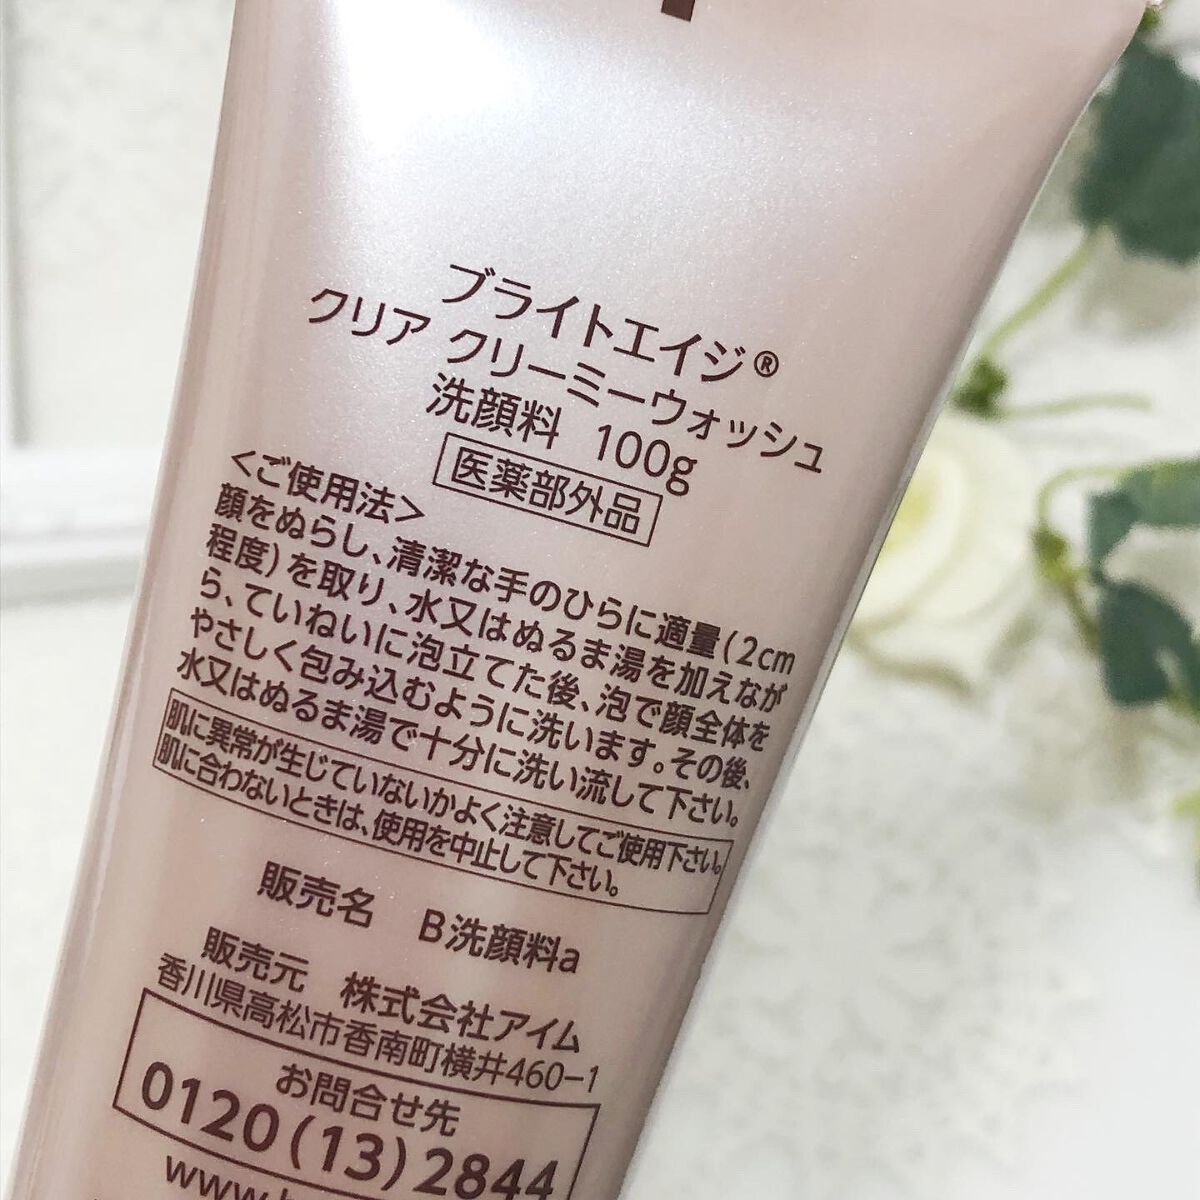 ブライトエイジ®
クリア クリーミーウォッシュ
洗顔料 100g
医薬部外品
<ご使用法>
顔をぬらし、清潔な手のひらに適量(2cm
程度)を取り、水又はぬるま湯を加えなが
ら、ていねいに泡立てた後、泡で顔全体を
やさしく包み込むように洗います。その後、
水又はぬるま湯で十分に洗い流して下さい。
肌に異常が生じていないかよく注意してご使用下さい。
肌に合わないときは、使用を中止して下さい。
販売名 B洗顔料a
販売元 株式会社アイム
香川県高松市香南町横井460-1
お問合せ先
0120(13)2844
www.